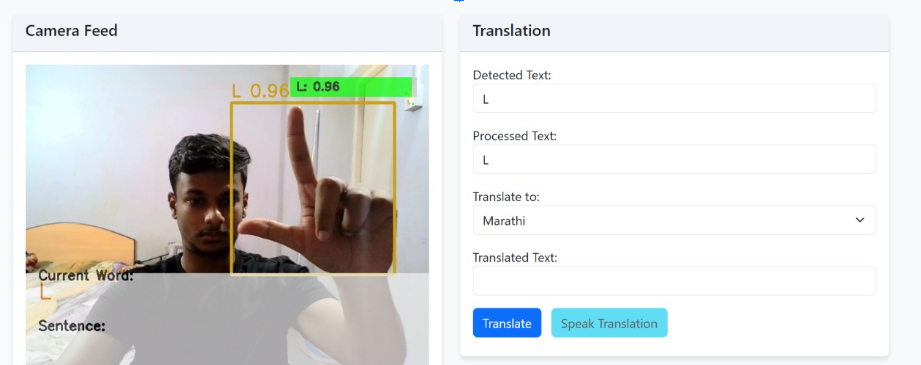 Camera Feed
L 0.96
L: 0.96
Current Word:
L
Sentence:
Translation
Detected Text:
L
Processed Text:
L
Translate to:
Marathi
Translated Text:
Translate
Speak Translation